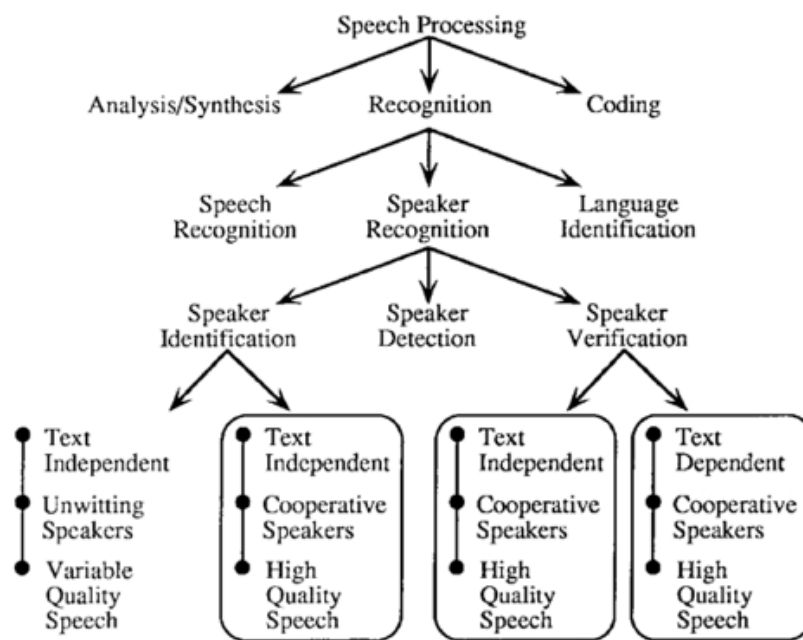 Speech Processing
Analysis/Synthesis
Recognition
Coding
Speech
Recognition
Speaker
Recognition
Language
Identification
Speaker
Identification
Speaker
Detection
Speaker
Verification
Text
Independent
Unwitting
Speakers
Variable
Quality
Speech
Text
Independent
Cooperative
Speakers
High
Quality
Speech
Text
Independent
Cooperative
Speakers
High
Quality
Speech
Text
Dependent
Cooperative
Speakers
High
Quality
Speech